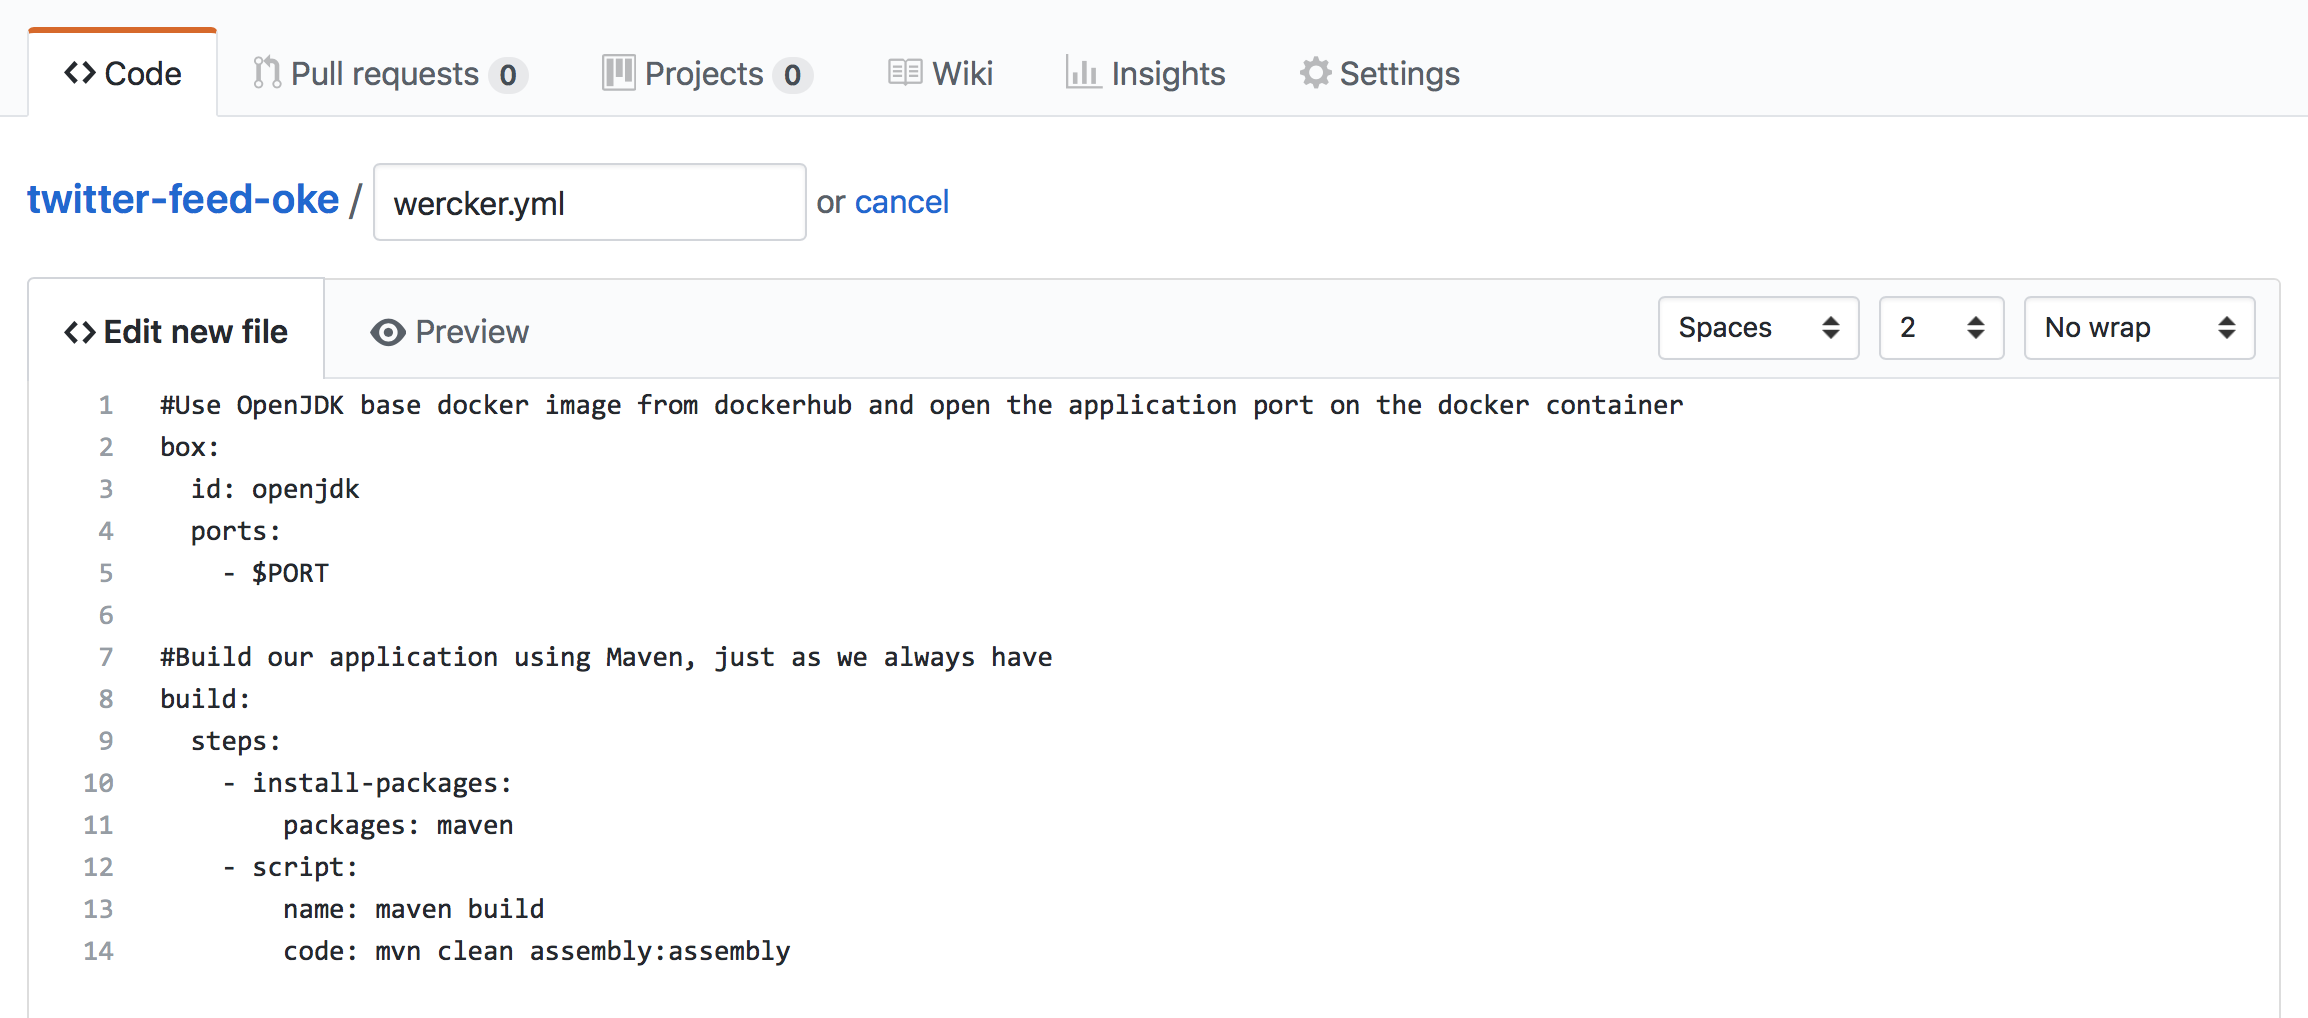 Code Pull requests 0 Projects 0 Wiki Insights Settings
twitter-feed-oke / wercker.yml or cancel
Edit new file Preview Spaces 2 No wrap
1 #Use OpenJDK base docker image from dockerhub and open the application port on the docker container
2 box:
3   id: openjdk
4   ports:
5     - $PORT
6
7 #Build our application using Maven, just as we always have
8 build:
9   steps:
10     - install-packages:
11         packages: maven
12     - script:
13         name: maven build
14         code: mvn clean assembly:assembly